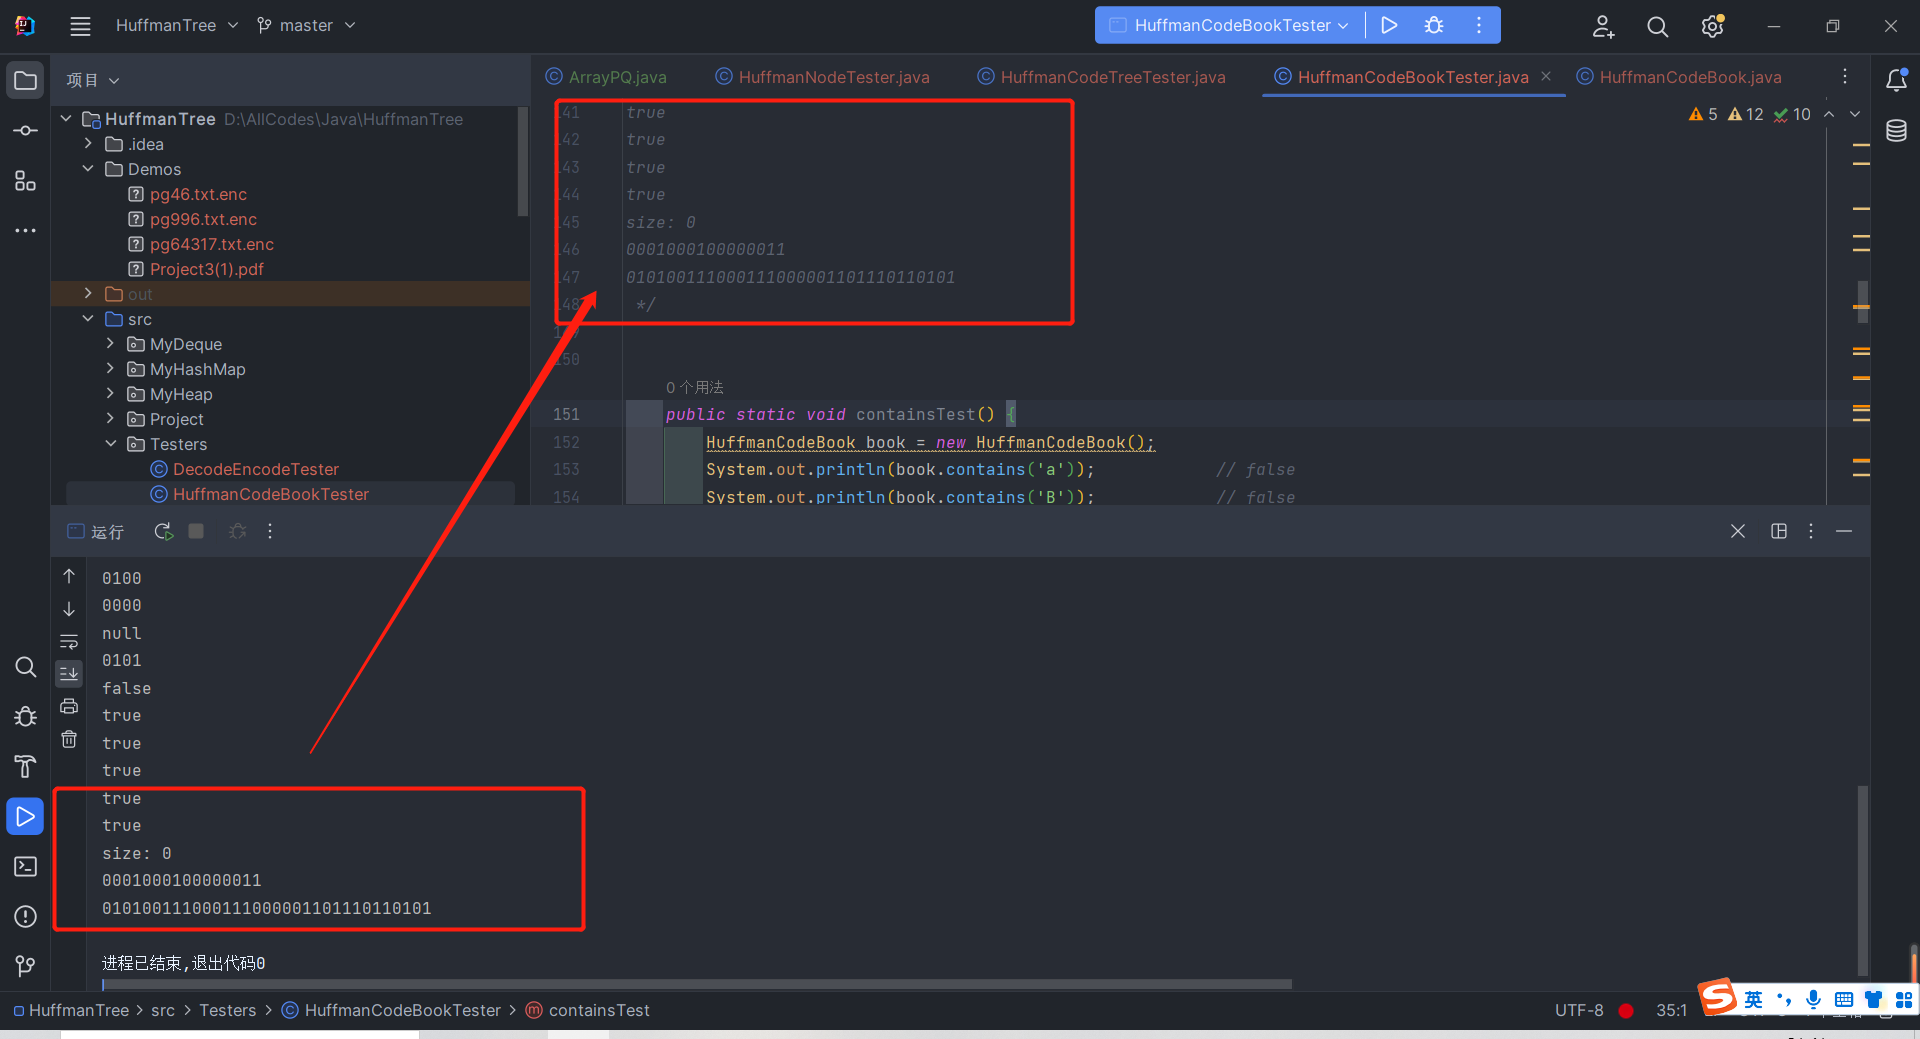 HuffmanTree
master
HuffmanCodeBookTester
项目
HuffmanTree D:\AllCodes\Java\HuffmanTree
.idea
Demos
pg46.txt.enc
pg996.txt.enc
pg64317.txt.enc
Project3(1).pdf
out
src
MyDeque
MyHashMap
MyHeap
Project
Testers
DecodeEncodeTester
HuffmanCodeBookTester
ArrayPQ.java
HuffmanNodeTester.java
HuffmanCodeTreeTester.java
HuffmanCodeBookTester.java
HuffmanCodeBook.java
5 12 10
141 true
142 true
143 true
144 true
145 size: 0
146 0001000100000011
147 010100111000111000001101110110101
148 */
149
150
0 个用法
151 public static void containsTest() {
152 HuffmanCodeBook book = new HuffmanCodeBook();
153 System.out.println(book.contains('a')); // false
154 System.out.println(book.contains('B')); // false
运行
0100
0000
null
0101
false
true
true
true
true
true
size: 0
0001000100000011
010100111000111000001101110110101
进程已结束,退出代码0
HuffmanTree > src > Testers > HuffmanCodeBookTester > containsTest
UTF-8
35:1
英